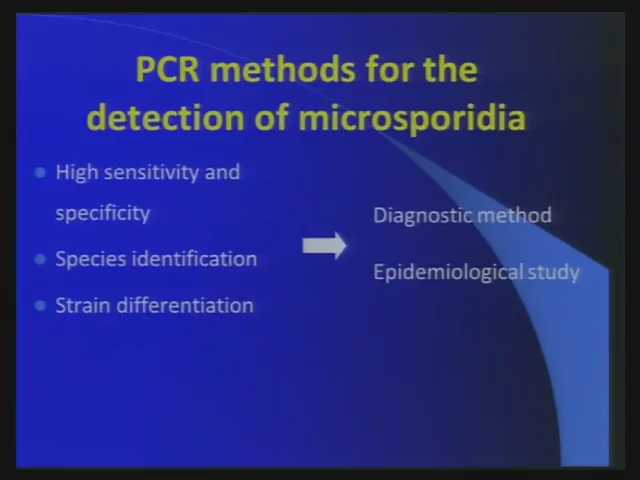 PCR methods for the
detection of microsporidia
High sensitivity and
specificity
Species identification
Strain differentiation
Diagnostic method
Epidemiological study